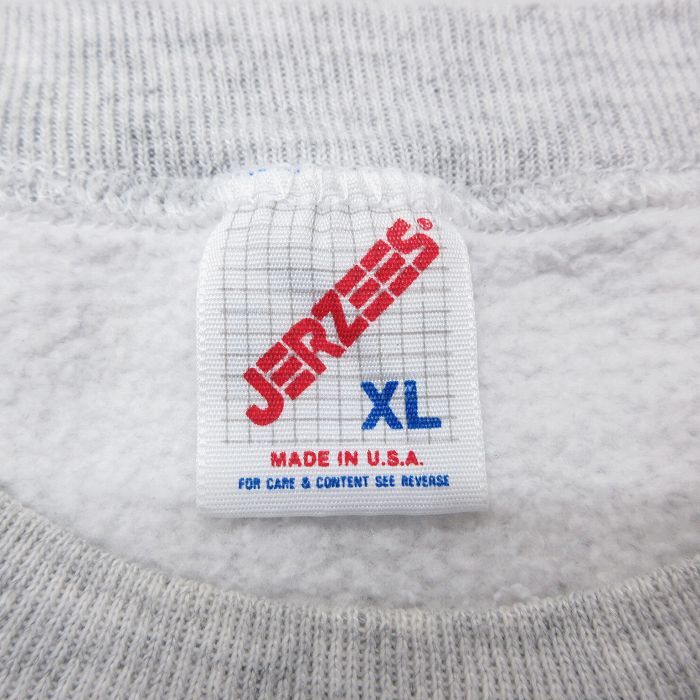 JERZEES®
XL
MADE IN U.S.A.
FOR CARE & CONTENT SEE REVERSE